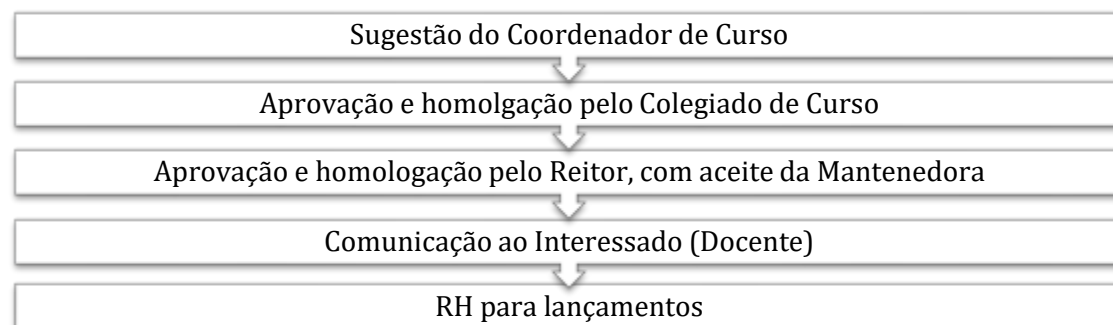 Sugestão do Coordenador de Curso
Aprovação e homolgação pelo Colegiado de Curso
Aprovação e homologação pelo Reitor, com aceite da Mantenedora
Comunicação ao Interessado (Docente)
RH para lançamentos